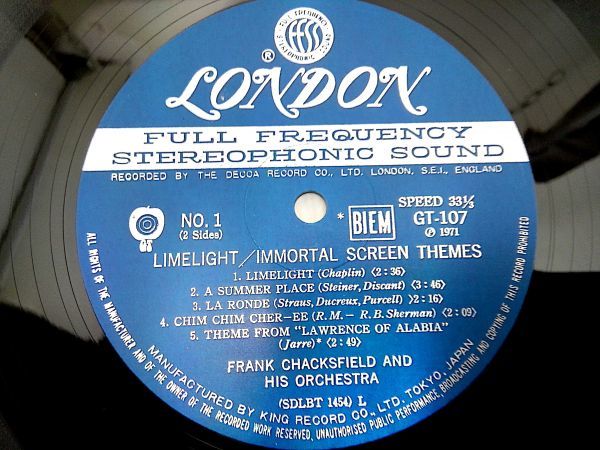 FULL FREQUENCY
ffss
STEREOPHONIC SOUND
®
LONDON
FULL FREQUENCY
STEREOPHONIC SOUND
RECORDED BY THE DECCA RECORD CO., LTD. LONDON, S.E.I., ENGLAND
GT
NO. 1
(2 Sides)
* BIEM
SPEED 33⅓
GT-107
Ⓟ 1971
LIMELIGHT/IMMORTAL SCREEN THEMES
1. LIMELIGHT (Chaplin) 《2:36》
2. A SUMMER PLACE (Steiner, Discant) 《3:46》
3. LA RONDE (Straus, Ducreux, Purcell) 《2:16》
4. CHIM CHIM CHER-EE (R.M.- R.B. Sherman) 《2:09》
5. THEME FROM "LAWRENCE OF ALABIA"
(Jarre)* 《2:49》
FRANK CHACKSFIELD AND
HIS ORCHESTRA
(SDLBT 1454) L
MANUFACTURED BY KING RECORD CO., LTD. TOKYO, JAPAN
ALL RIGHTS OF THE MANUFACTURER AND OF THE OWNER OF THE RECORDED WORK RESERVED, UNAUTHORISED PUBLIC PERFORMANCE, BROADCASTING AND COPYING OF THIS RECORD PROHIBITED